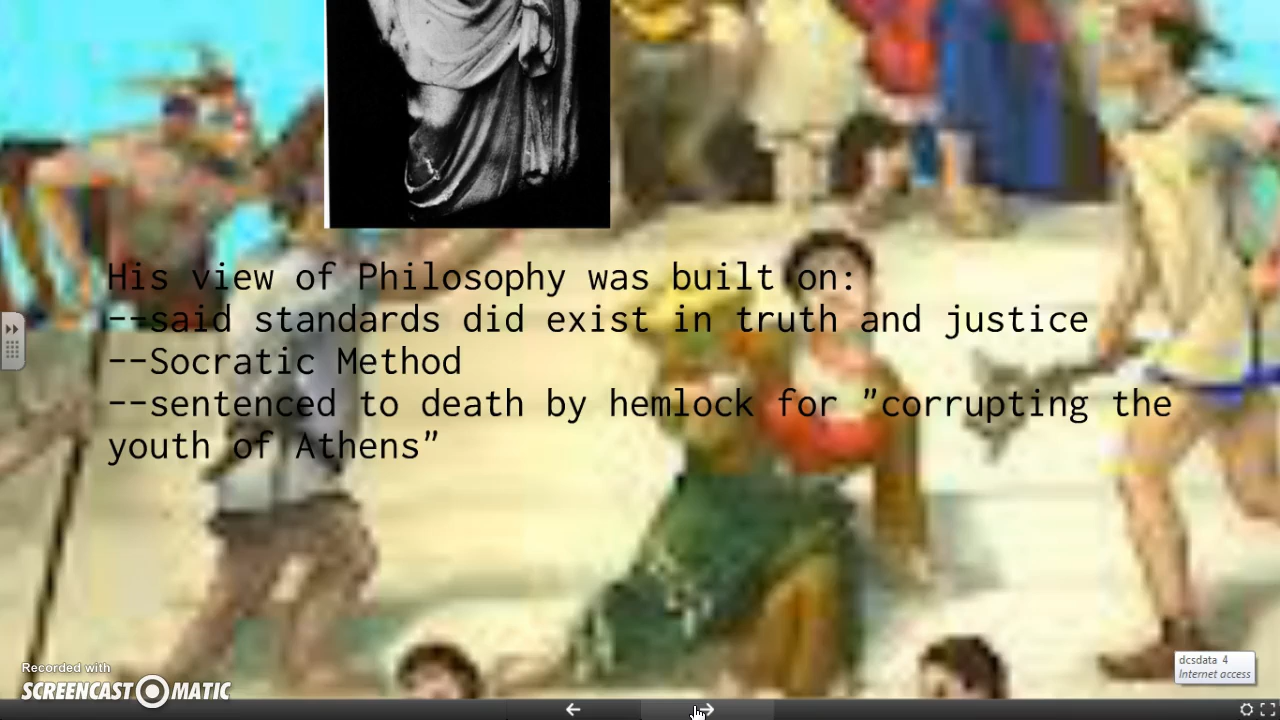 His view of Philosophy was built on:
--said standards did exist in truth and justice
--Socratic Method
--sentenced to death by hemlock for "corrupting the
youth of Athens"
Recorded with
SCREENCAST MATIC
dcsdata 4
Internet access